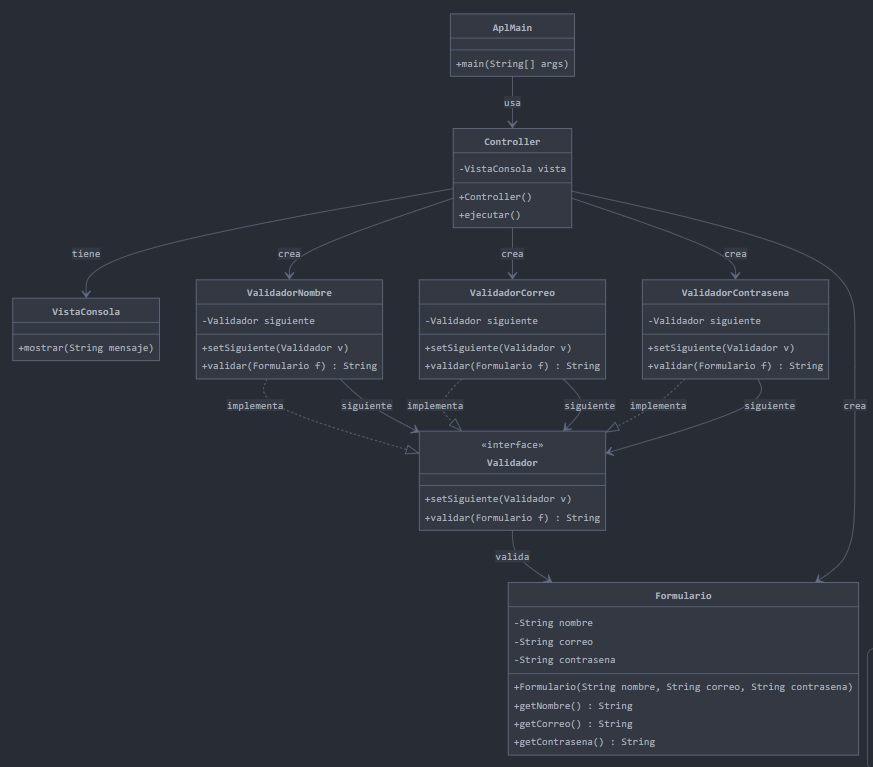 AplMain
+main(String[] args)
usa
Controller
-VistaConsola vista
+Controller()
+ejecutar()
tiene
crea
crea
crea
VistaConsola
+mostrar(String mensaje)
ValidadorNombre
-Validador siguiente
+setSiguiente(Validador v)
+validar(Formulario f) : String
ValidadorCorreo
-Validador siguiente
+setSiguiente(Validador v)
+validar(Formulario f) : String
ValidadorContrasena
-Validador siguiente
+setSiguiente(Validador v)
+validar(Formulario f) : String
implementa
siguiente
implementa
siguiente
implementa
siguiente
crea
«interface»
Validador
+setSiguiente(Validador v)
+validar(Formulario f) : String
valida
Formulario
-String nombre
-String correo
-String contrasena
+Formulario(String nombre, String correo, String contrasena)
+getNombre() : String
+getCorreo() : String
+getContrasena() : String